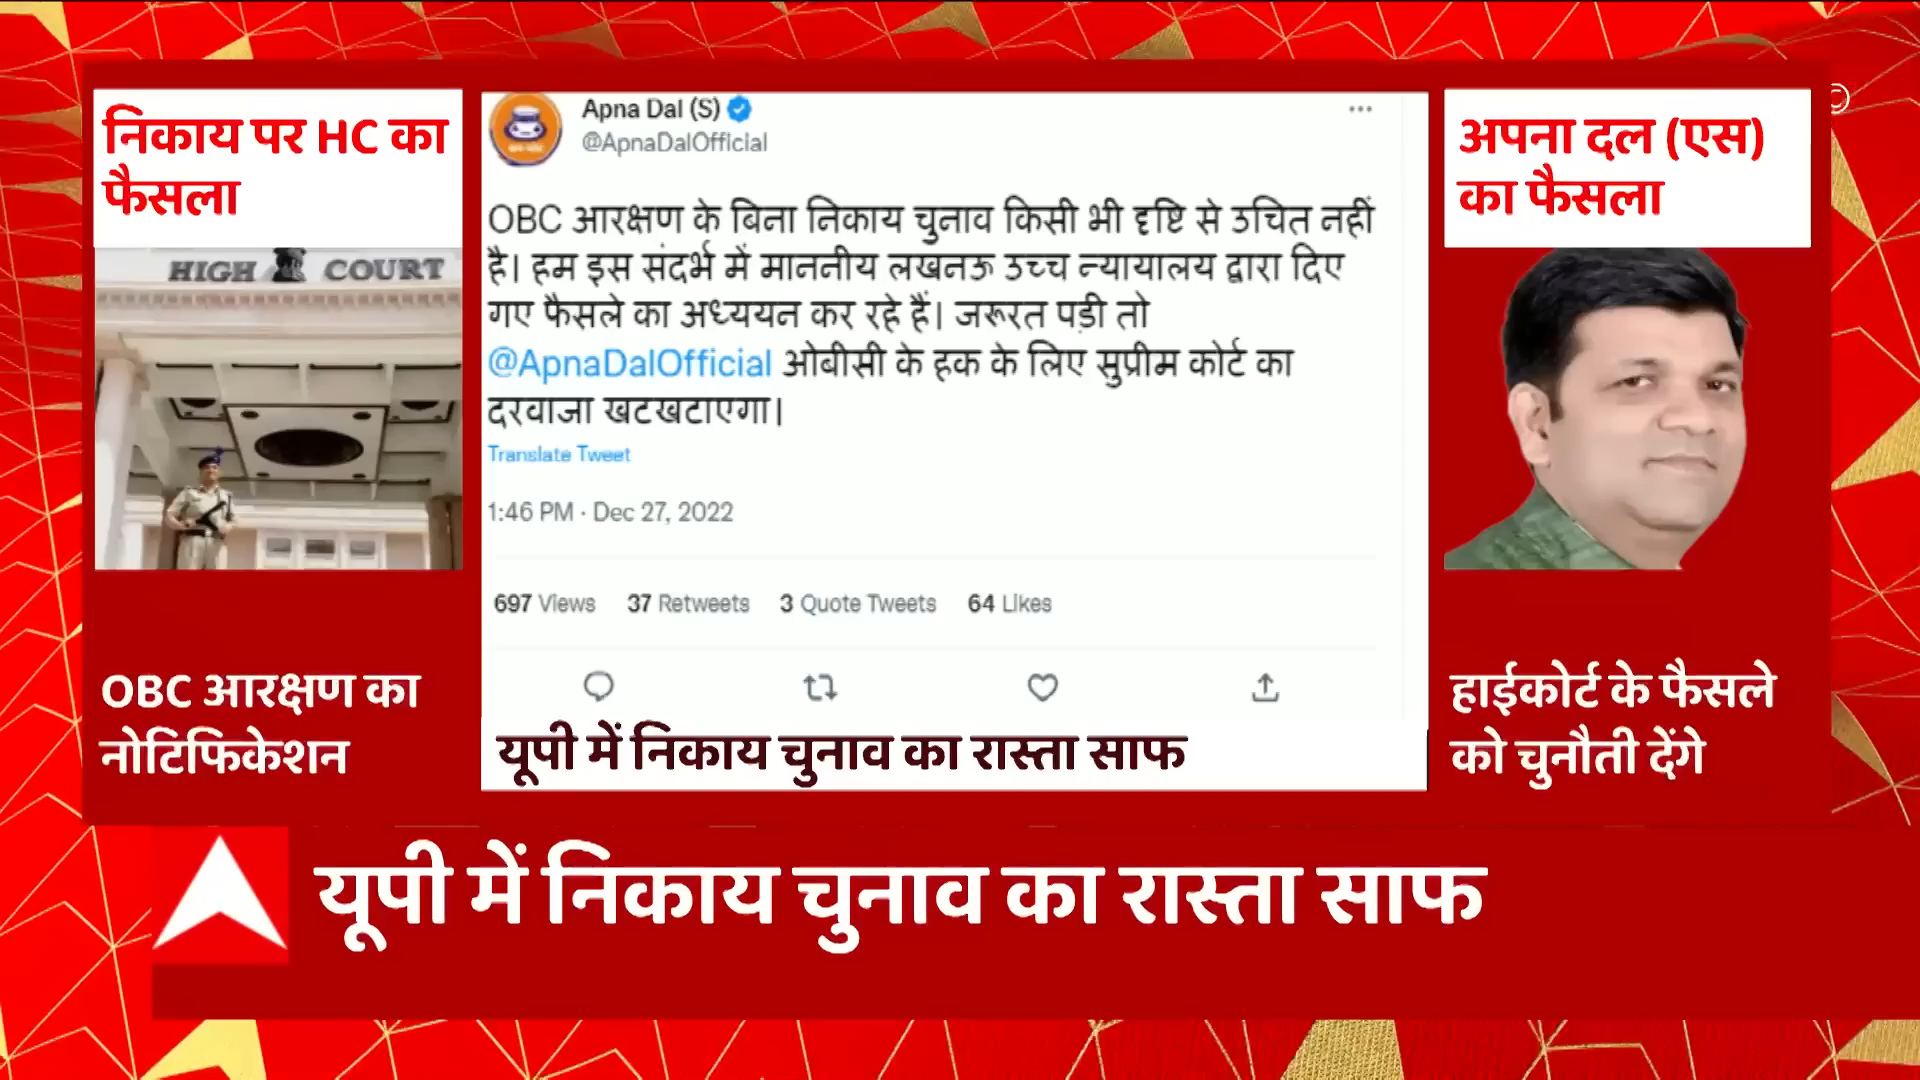 निकाय पर HC का
फैसला
HIGH COURT
OBC आरक्षण का
नोटिफिकेशन
Apna Dal (S)
@ApnaDalOfficial
OBC आरक्षण के बिना निकाय चुनाव किसी भी दृष्टि से उचित नहीं
है। हम इस संदर्भ में माननीय लखनऊ उच्च न्यायालय द्वारा दिए
गए फैसले का अध्ययन कर रहे हैं। जरूरत पड़ी तो
@ApnaDalOfficial ओबीसी के हक के लिए सुप्रीम कोर्ट का
दरवाजा खटखटाएगा।
Translate Tweet
1:46 PM · Dec 27, 2022
697 Views 37 Retweets 3 Quote Tweets 64 Likes
यूपी में निकाय चुनाव का रास्ता साफ
अपना दल (एस)
का फैसला
हाईकोर्ट के फैसले
को चुनौती देंगे
©
यूपी में निकाय चुनाव का रास्ता साफ